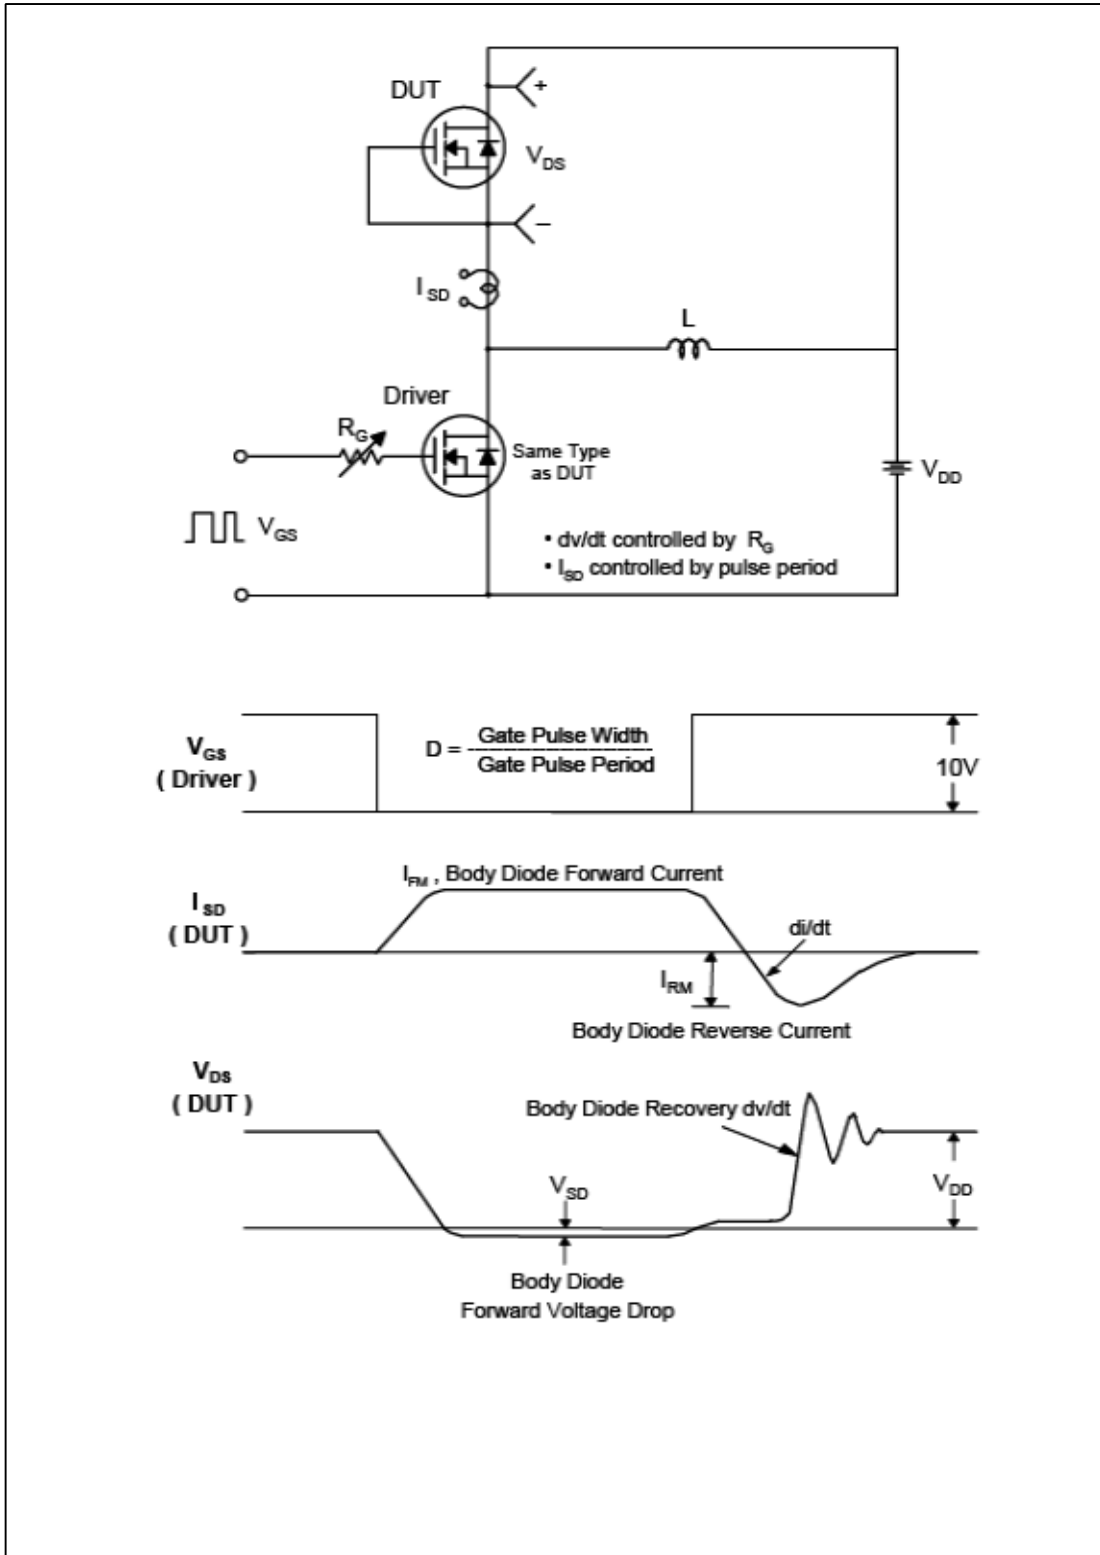 DUT
+
V_DS
–
I_SD
L
Driver
R_G
Same Type
as DUT
V_DD
V_GS
• dv/dt controlled by R_G
• I_SD controlled by pulse period
V_GS
( Driver )
D = Gate Pulse Width
Gate Pulse Period
10V
I_FM , Body Diode Forward Current
I_SD
( DUT )
di/dt
I_RM
Body Diode Reverse Current
V_DS
( DUT )
Body Diode Recovery dv/dt
V_SD
V_DD
Body Diode
Forward Voltage Drop